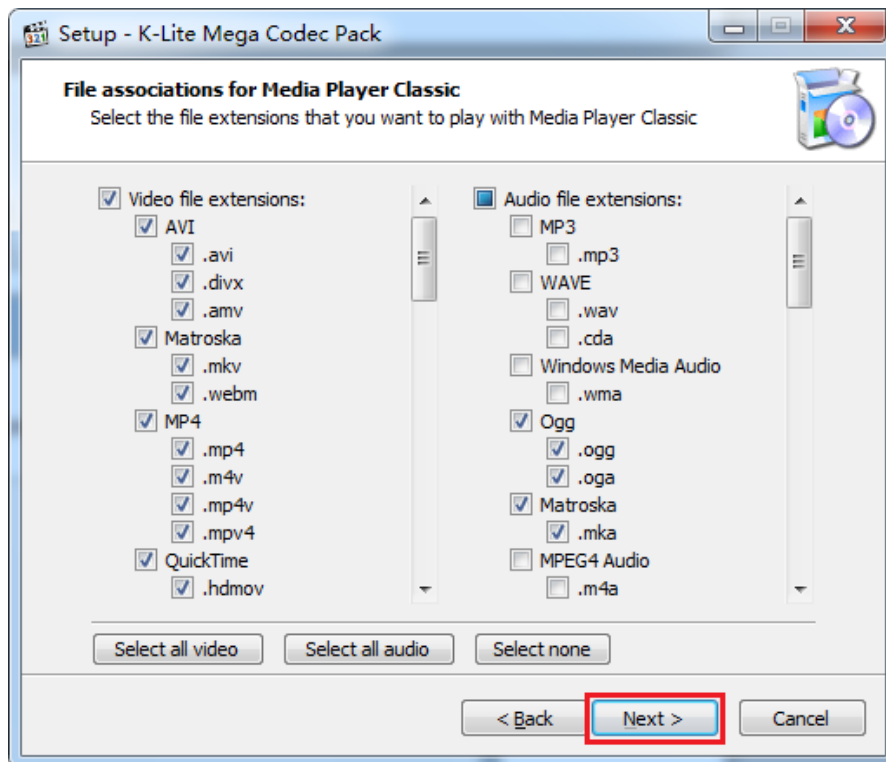 Setup - K-Lite Mega Codec Pack
File associations for Media Player Classic
Select the file extensions that you want to play with Media Player Classic
Video file extensions:
AVI
.avi
.divx
.amv
Matroska
.mkv
.webm
MP4
.mp4
.m4v
.mp4v
.mpv4
QuickTime
.hdmov
Audio file extensions:
MP3
.mp3
WAVE
.wav
.cda
Windows Media Audio
.wma
Ogg
.ogg
.oga
Matroska
.mka
MPEG4 Audio
.m4a
Select all video
Select all audio
Select none
< Back
Next >
Cancel